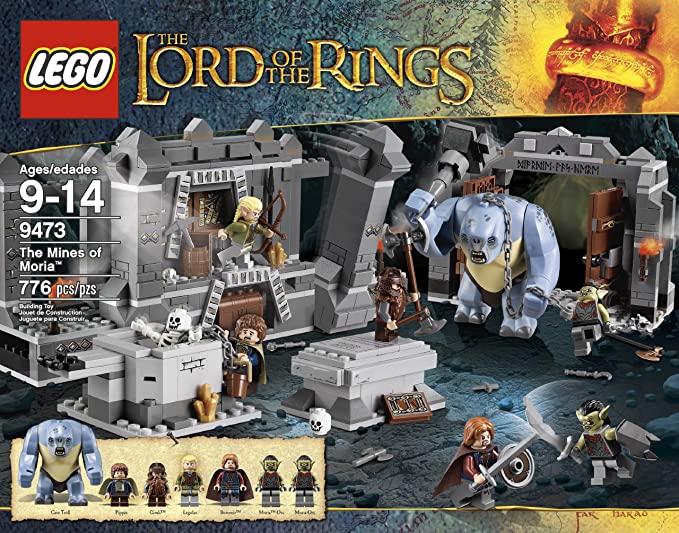 LEGO
THE
LORD OF
THE RINGS
Ages/edades
9-14
9473
The Mines of
Moria™
776 pcs/pzs
Building Toy
Jouet de Construction
Juguete para Construir
Cave Troll
Pippin
Gimli™
Legolas
Boromir™
Moria™ Orc
Moria Orc